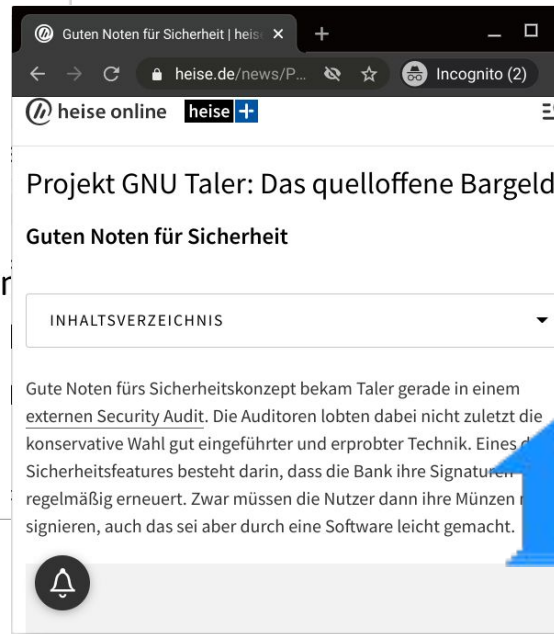 Guten Noten für Sicherheit | heis
heise.de/news/P...
Incognito (2)
heise online
heise +
Projekt GNU Taler: Das quelloffene Bargeld
Guten Noten für Sicherheit
INHALTSVERZEICHNIS
Gute Noten fürs Sicherheitskonzept bekam Taler gerade in einem
externen Security Audit. Die Auditoren lobten dabei nicht zuletzt die
konservative Wahl gut eingeführter und erprobter Technik. Eines
Sicherheitsfeatures besteht darin, dass die Bank ihre Signaturen
regelmäßig erneuert. Zwar müssen die Nutzer dann ihre Münzen
signieren, auch das sei aber durch eine Software leicht gemacht.